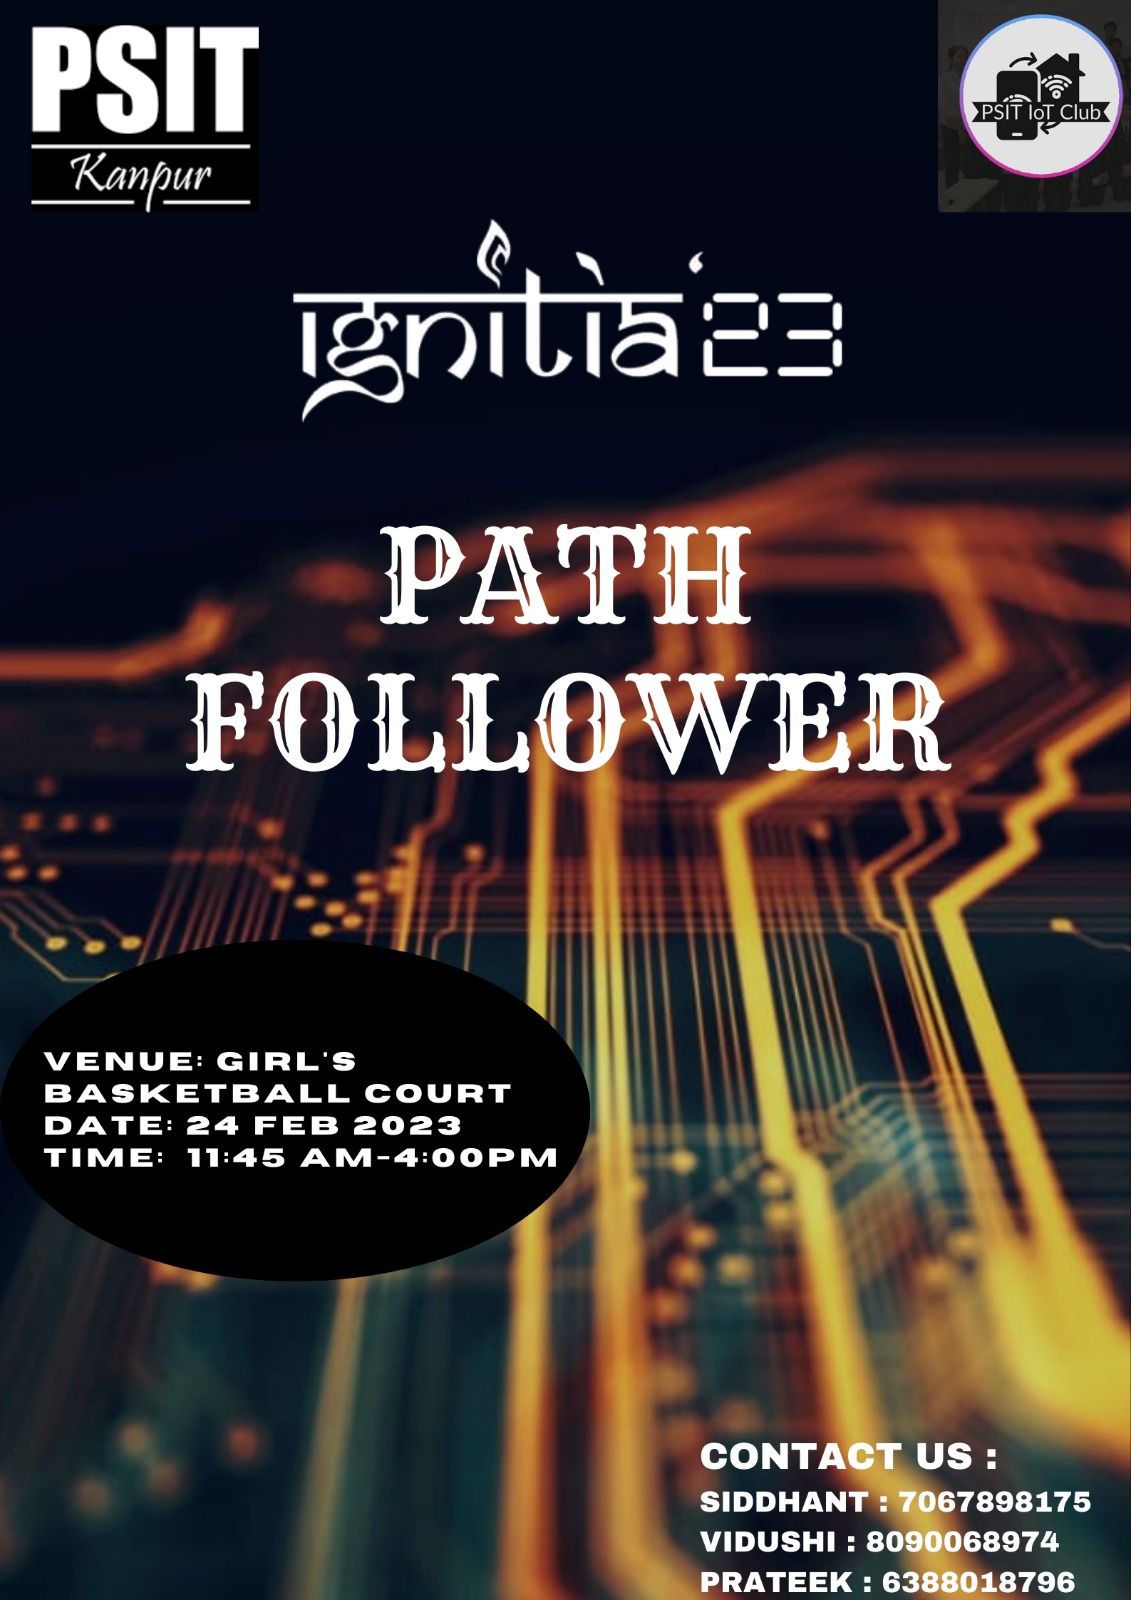 PSIT
Kanpur
PSIT IoT Club
ignitia'23
PATH
FOLLOWER
VENUE: GIRL'S
BASKETBALL COURT
DATE: 24 FEB 2023
TIME: 11:45 AM-4:00PM
CONTACT US :
SIDDHANT : 7067898175
VIDUSHI : 8090068974
PRATEEK : 6388018796